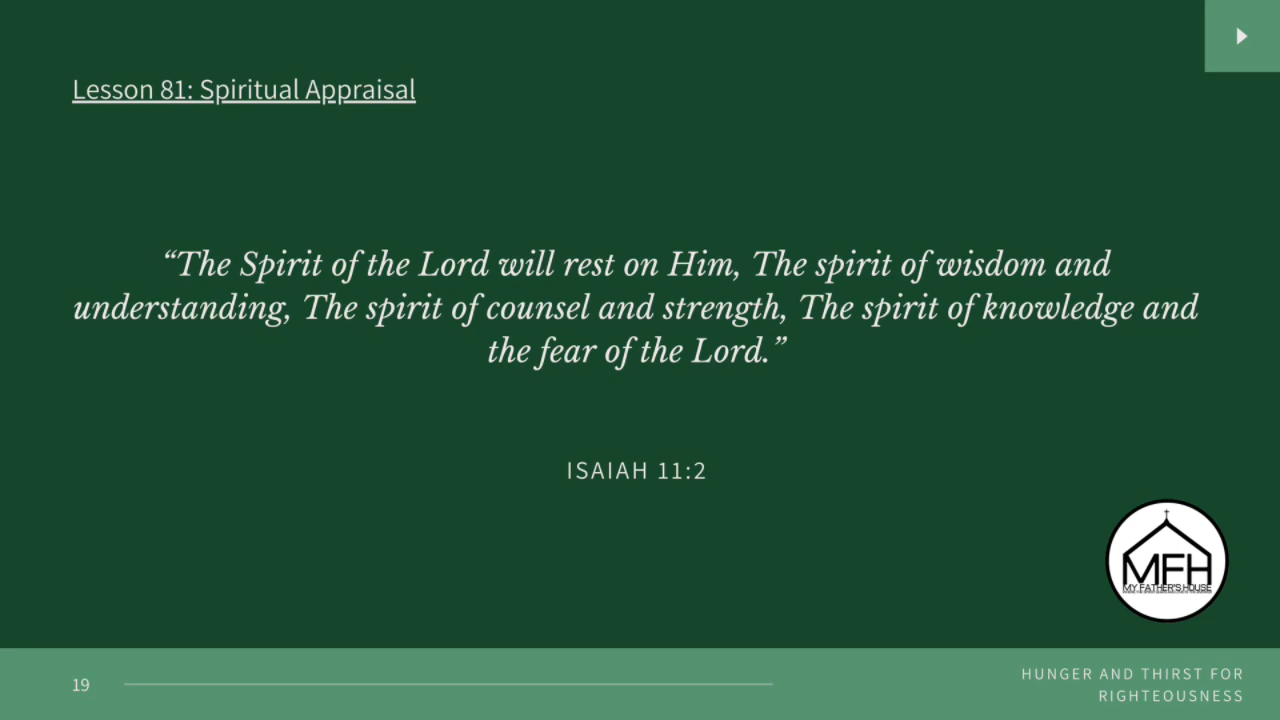 Lesson 81: Spiritual Appraisal
“The Spirit of the Lord will rest on Him, The spirit of wisdom and
understanding, The spirit of counsel and strength, The spirit of knowledge and
the fear of the Lord.”
ISAIAH 11:2
MFH
MY FATHER'S HOUSE
19
HUNGER AND THIRST FOR
RIGHTEOUSNESS